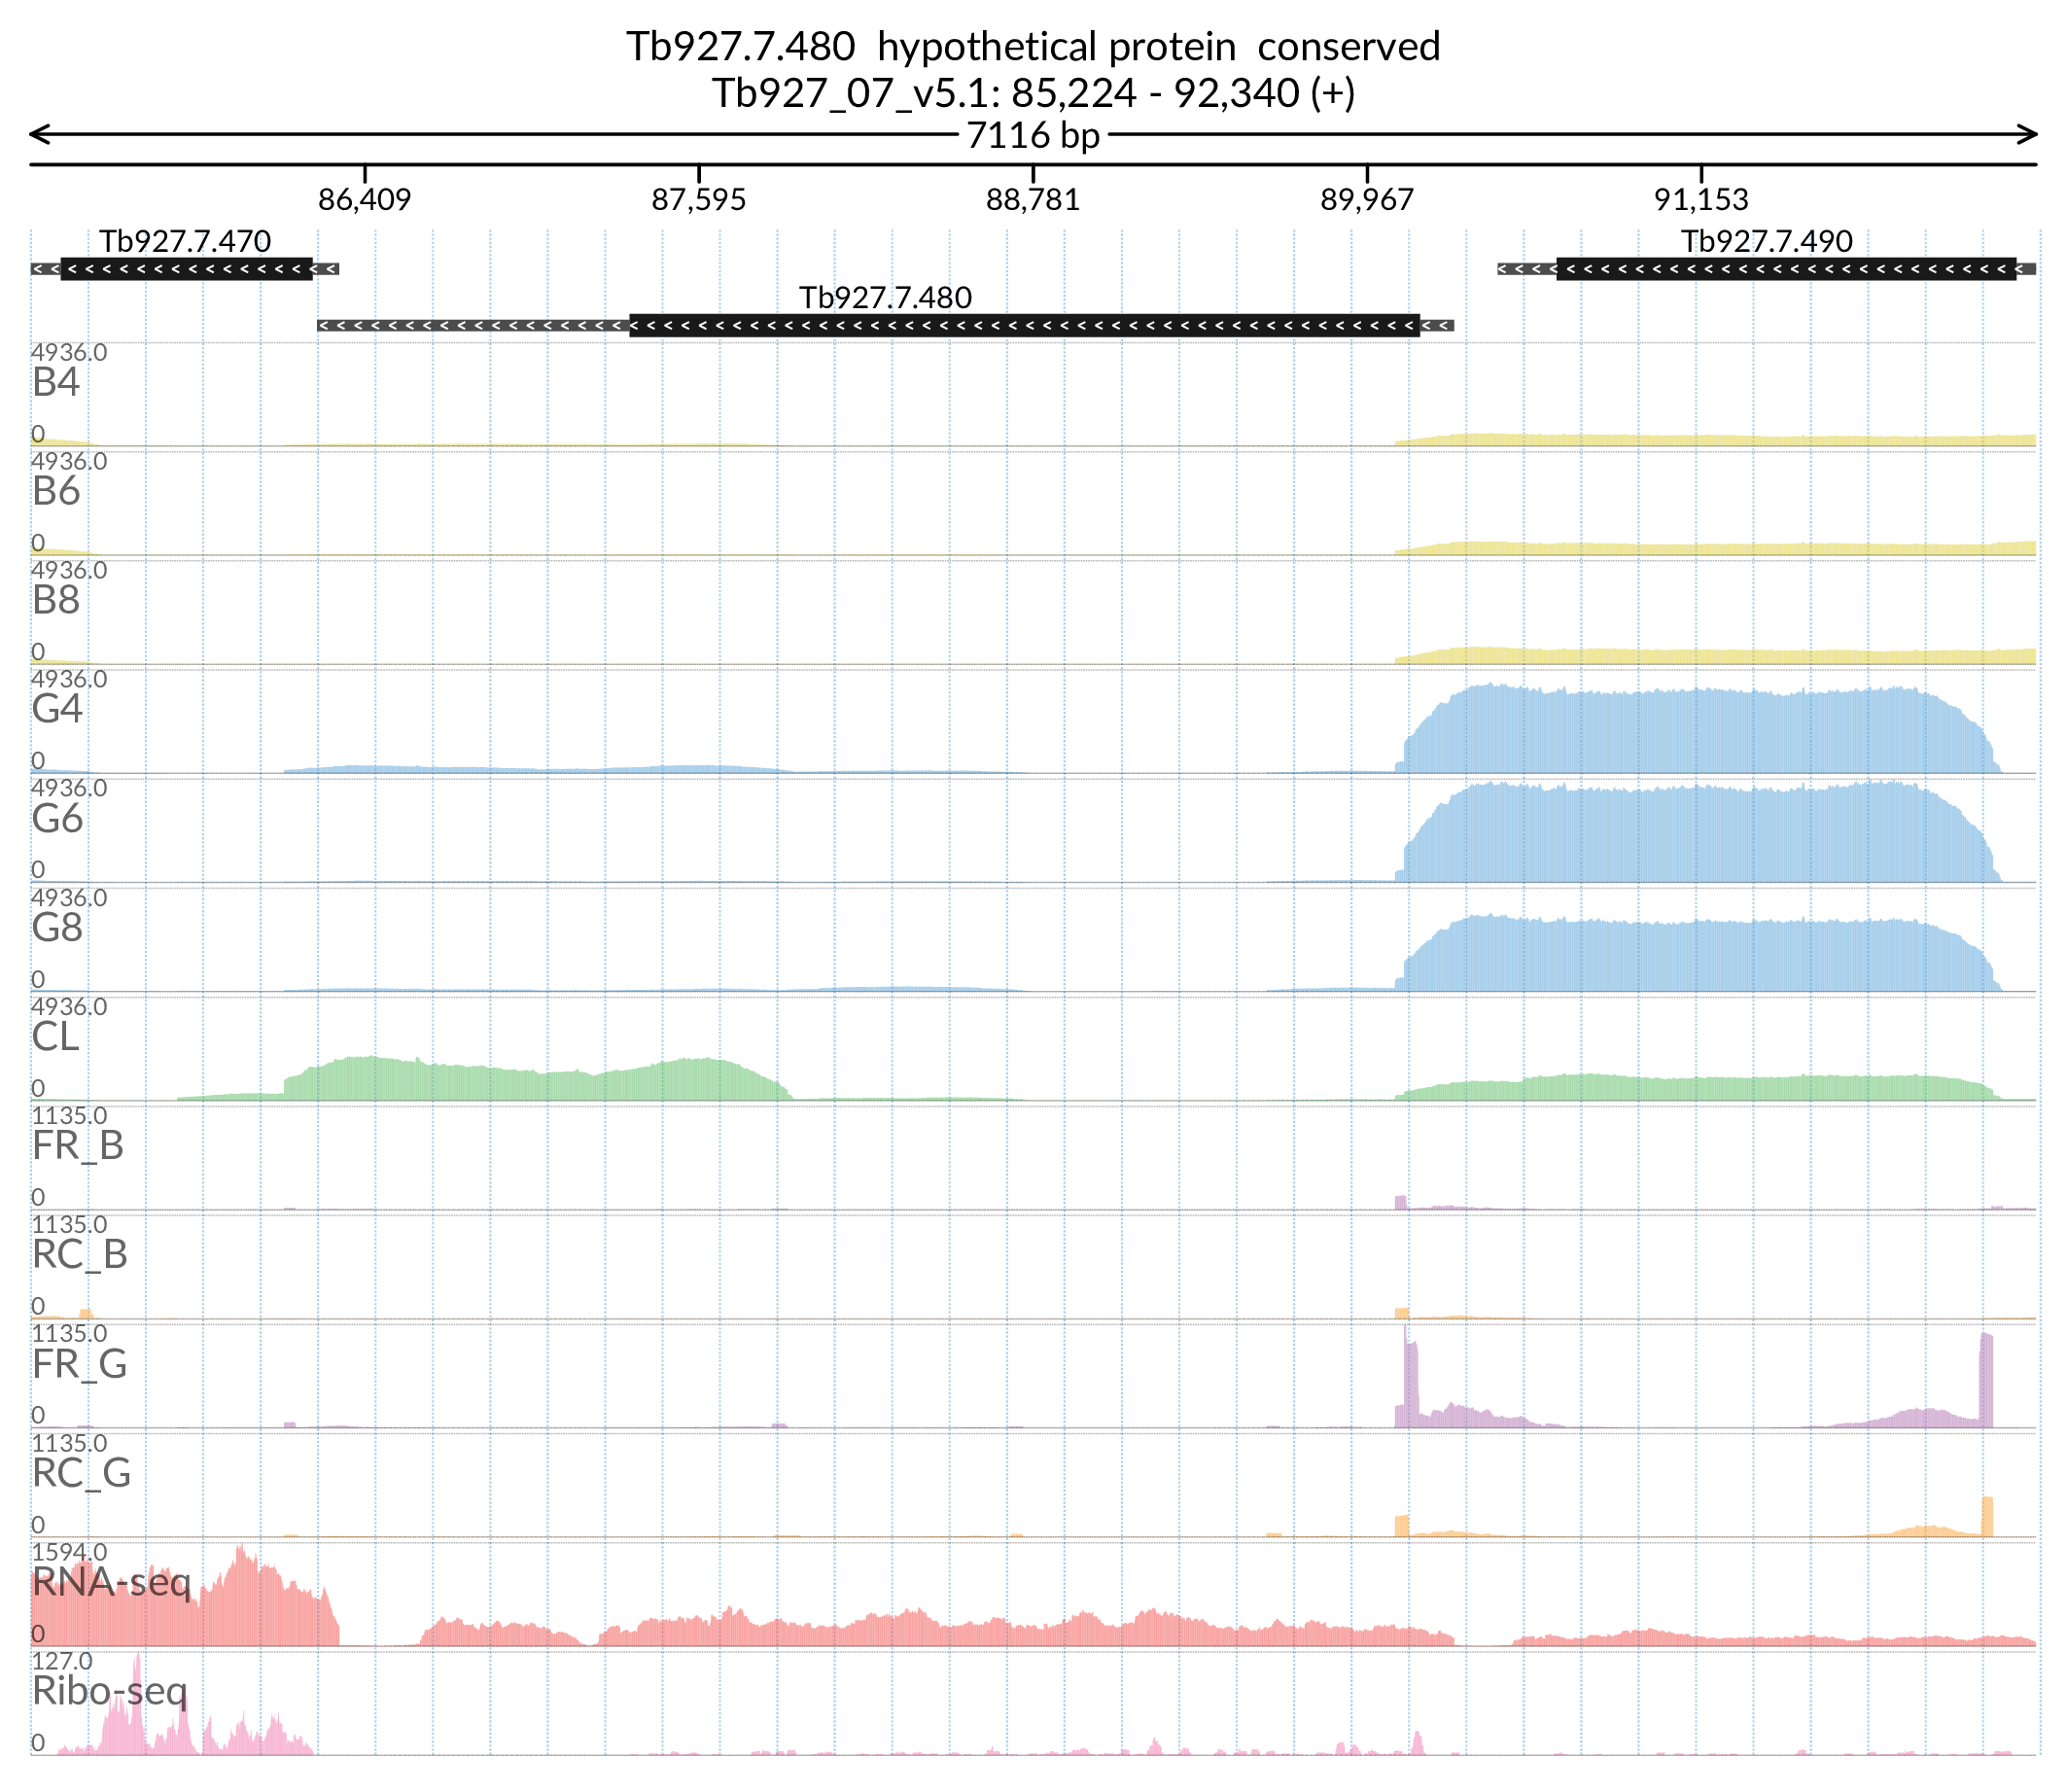 Tb927.7.480  hypothetical protein  conserved
Tb927_07_v5.1: 85,224 - 92,340 (+)
7116 bp
86,409 87,595 88,781 89,967 91,153
Tb927.7.470 Tb927.7.490
Tb927.7.480
4936.0
B4
0
4936.0
B6
0
4936.0
B8
0
4936.0
G4
0
4936.0
G6
0
4936.0
G8
0
4936.0
CL
0
1135.0
FR_B
0
1135.0
RC_B
0
1135.0
FR_G
0
1135.0
RC_G
0
1594.0
RNA-seq
0
127.0
Ribo-seq
0